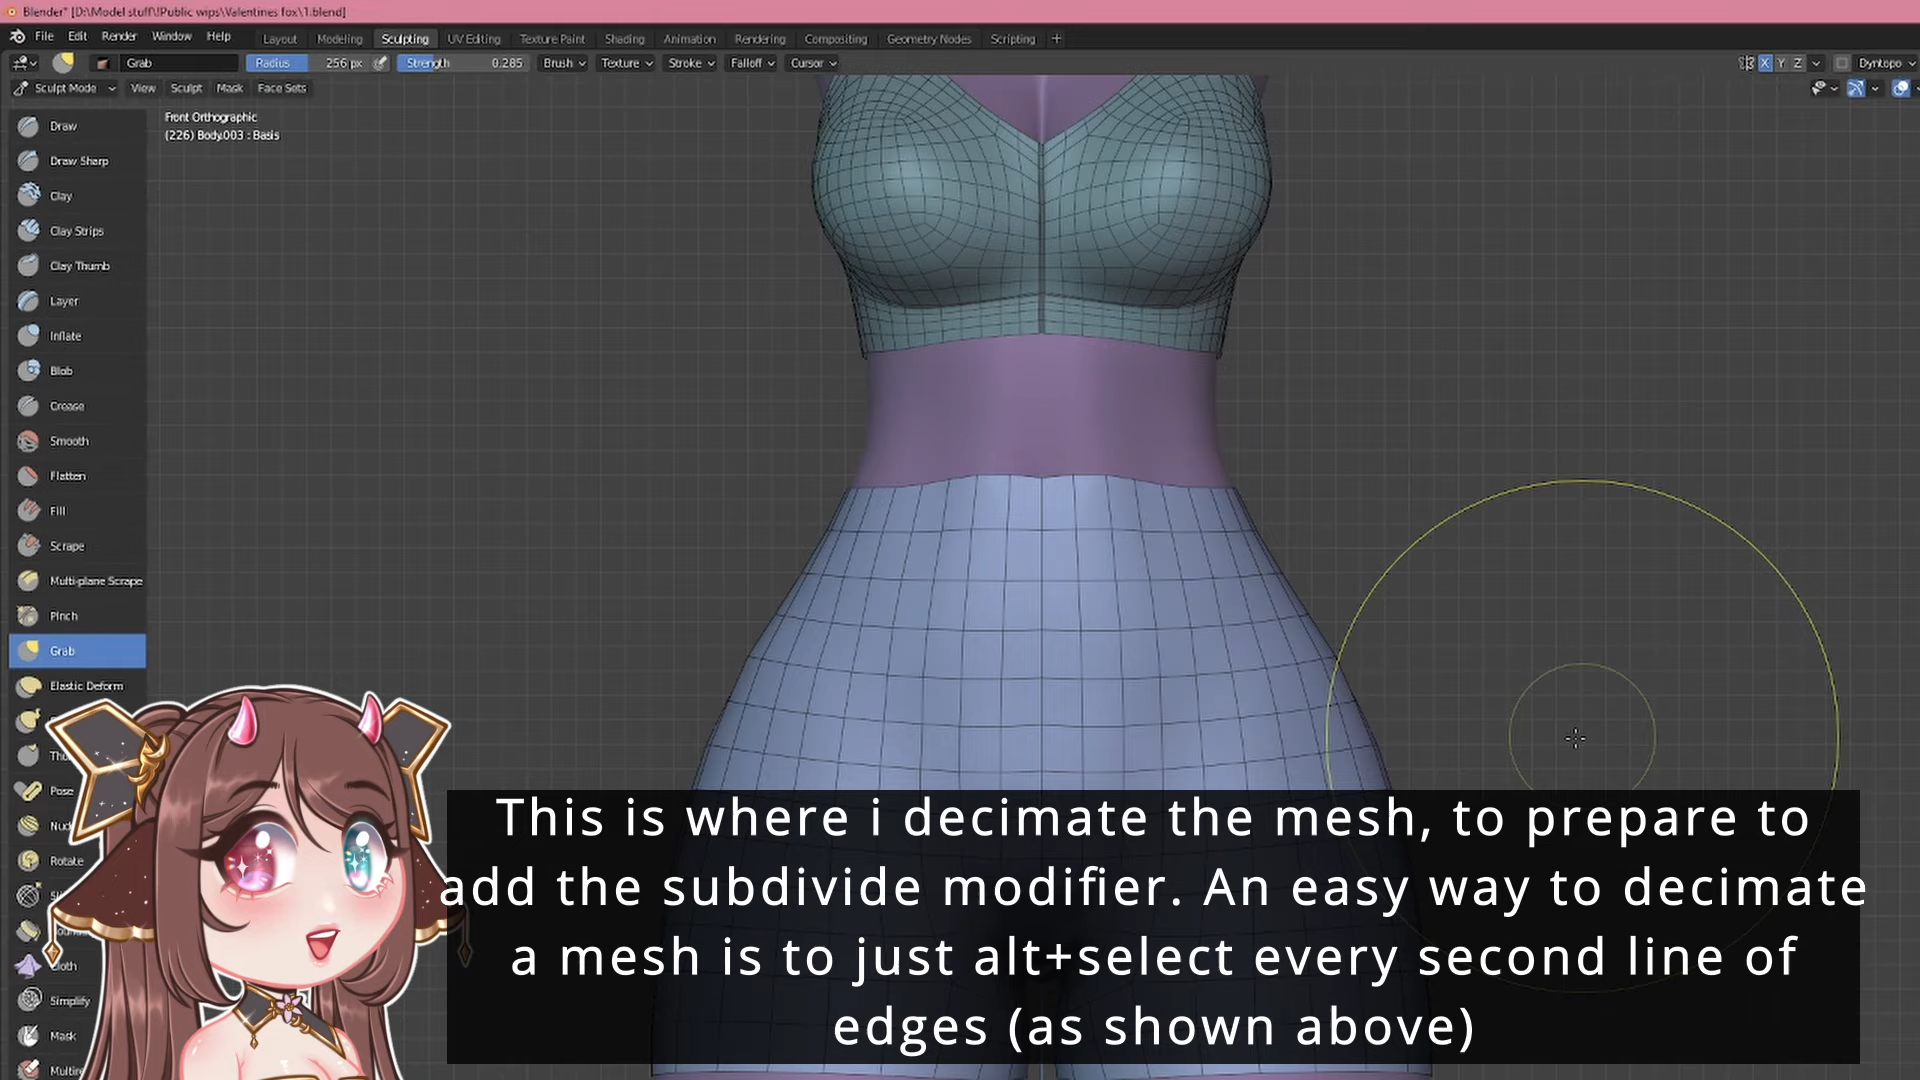 Blender* [D:\Model stuff\!Public wips\Valentines fox\1.blend]
File Edit Render Window Help Layout Modeling Sculpting UV Editing Texture Paint Shading Animation Rendering Compositing Geometry Nodes Scripting +
Grab Radius 256 px Strength 0.285 Brush Texture Stroke Falloff Cursor X Y Z Dyntopo
Sculpt Mode View Sculpt Mask Face Sets
Front Orthographic
(226) Body.003 : Basis
Draw
Draw Sharp
Clay
Clay Strips
Clay Thumb
Layer
Inflate
Blob
Crease
Smooth
Flatten
Fill
Scrape
Multi-plane Scrape
Pinch
Grab
Elastic Deform
Pose
Rotate
Cloth
Simplify
Mask
This is where i decimate the mesh, to prepare to
add the subdivide modifier. An easy way to decimate
a mesh is to just alt+select every second line of
edges (as shown above)